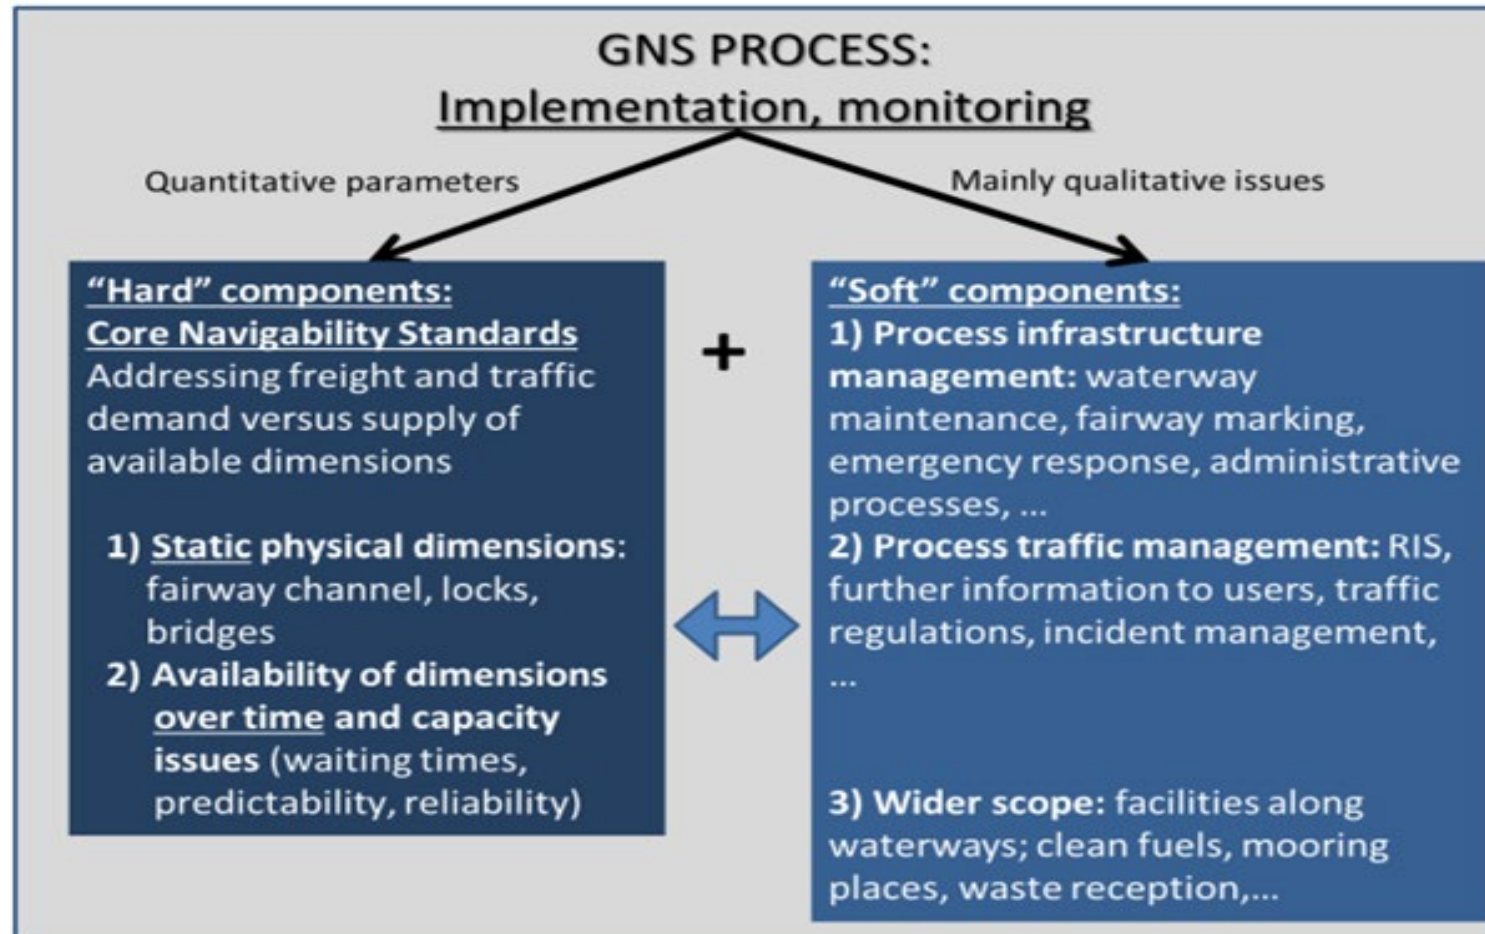 GNS PROCESS:
Implementation, monitoring
Quantitative parameters
Mainly qualitative issues
“Hard” components:
Core Navigability Standards
Addressing freight and traffic
demand versus supply of
available dimensions
1) Static physical dimensions:
fairway channel, locks,
bridges
2) Availability of dimensions
over time and capacity
issues (waiting times,
predictability, reliability)
+
“Soft” components:
1) Process infrastructure
management: waterway
maintenance, fairway marking,
emergency response, administrative
processes, ...
2) Process traffic management: RIS,
further information to users, traffic
regulations, incident management,
...
3) Wider scope: facilities along
waterways; clean fuels, mooring
places, waste reception,...